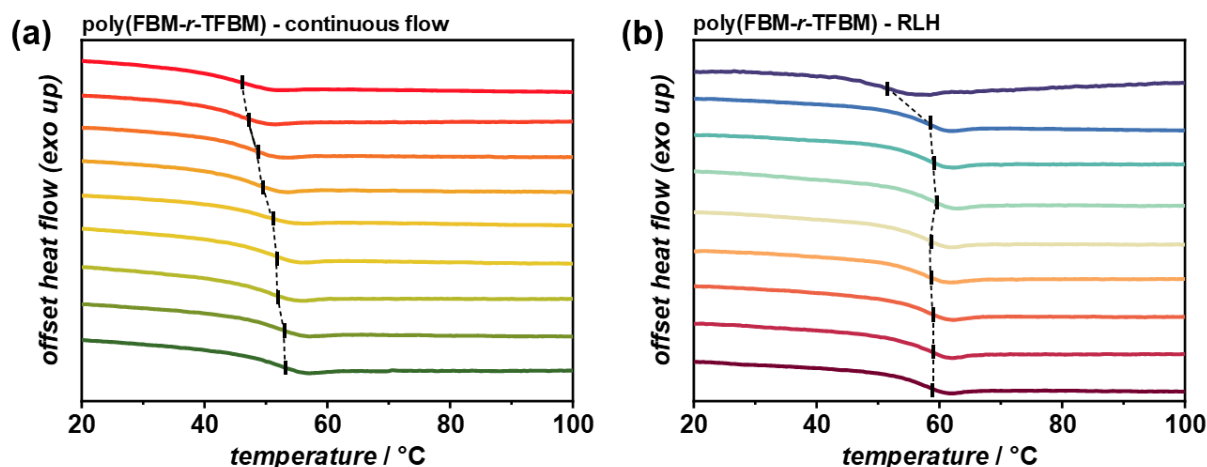 (a)
poly(FBM-r-TFBM) - continuous flow
offset heat flow (exo up)
20 40 60 80 100
temperature / °C
(b)
poly(FBM-r-TFBM) - RLH
offset heat flow (exo up)
20 40 60 80 100
temperature / °C